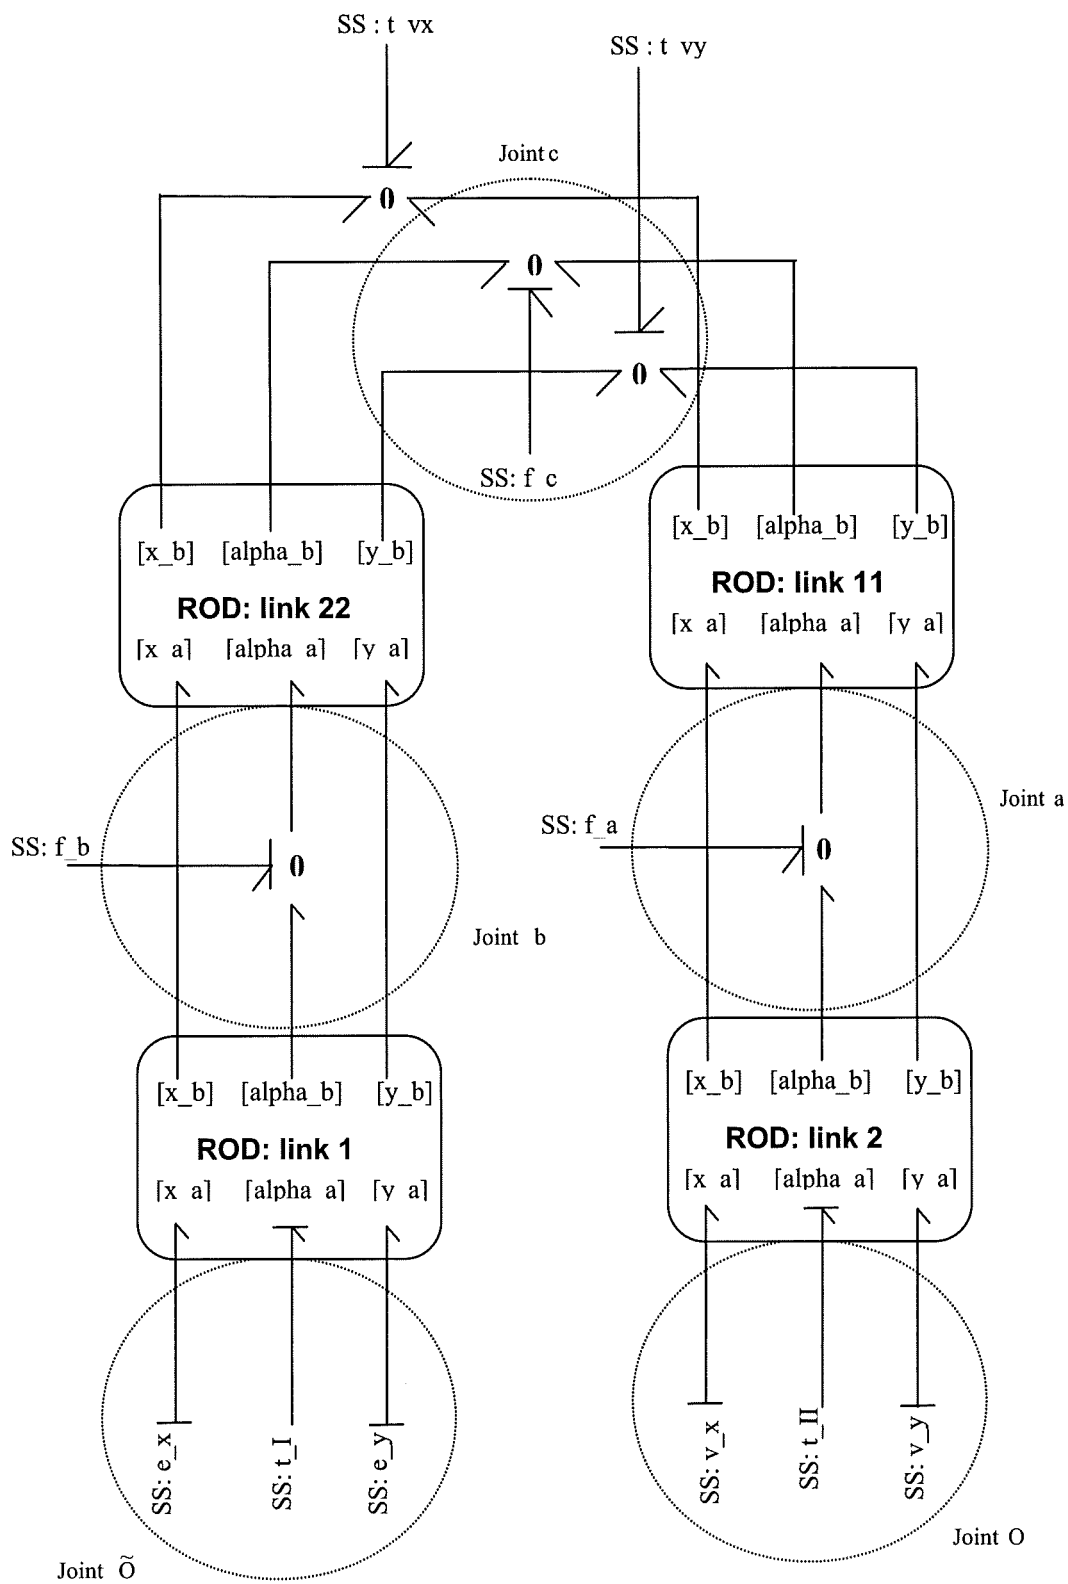 SS : t vx
SS : t vy
Joint c
0
0
0
SS: f c
[x_b] [alpha_b] [y_b]
ROD: link 22
[x a] [alpha a] [y a]
[x_b] [alpha_b] [y_b]
ROD: link 11
[x a] [alpha a] [y a]
SS: f_b
0
Joint b
SS: f_a
0
Joint a
[x_b] [alpha_b] [y_b]
ROD: link 1
[x a] [alpha a] [y a]
[x_b] [alpha_b] [y_b]
ROD: link 2
[x a] [alpha a] [y a]
SS: e_x
SS: t_I
SS: e_y
Joint Õ
SS: v_x
SS: t_II
SS: v_y
Joint O